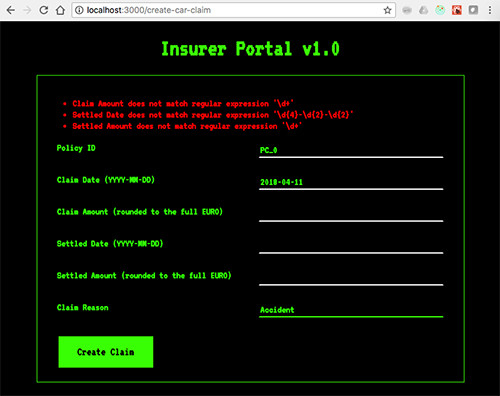 localhost:3000/create-car-claim
Insurer Portal v1.0
• Claim Amount does not match regular expression '\d+'
• Settled Date does not match regular expression '\d{4}-\d{2}-\d{2}'
• Settled Amount does not match regular expression '\d+'
Policy ID PC_0
Claim Date (YYYY-MM-DD) 2018-04-11
Claim Amount (rounded to the full EURO)
Settled Date (YYYY-MM-DD)
Settled Amount (rounded to the full EURO)
Claim Reason Accident
Create Claim